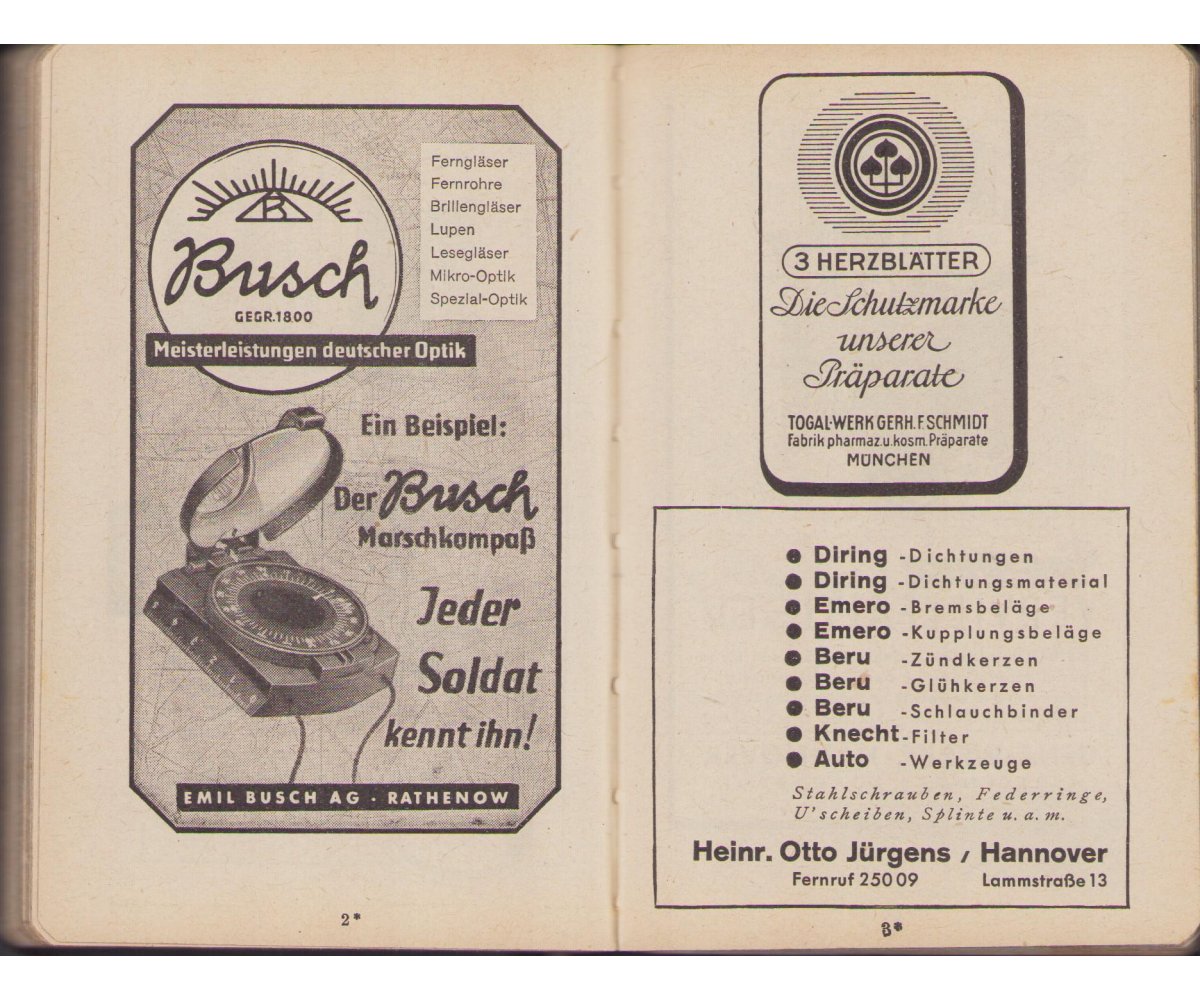 R
Busch
GEGR.1800
Meisterleistungen deutscher Optik
Ferngläser
Fernrohre
Brillengläser
Lupen
Lesegläser
Mikro-Optik
Spezial-Optik
Ein Beispiel:
Der Busch
Marschkompaß
Jeder
Soldat
kennt ihn!
EMIL BUSCH AG · RATHENOW
2*
3 HERZBLÄTTER
Die Schutzmarke
unserer
Präparate
TOGAL-WERK GERH. F. SCHMIDT
Fabrik pharmaz. u. kosm. Präparate
MÜNCHEN
● Diring -Dichtungen
● Diring -Dichtungsmaterial
● Emero -Bremsbeläge
● Emero -Kupplungsbeläge
● Beru -Zündkerzen
● Beru -Glühkerzen
● Beru -Schlauchbinder
● Knecht -Filter
● Auto -Werkzeuge
Stahlschrauben, Federringe,
U'scheiben, Splinte u. a. m.
Heinr. Otto Jürgens / Hannover
Fernruf 250 09 Lammstraße 13
3*